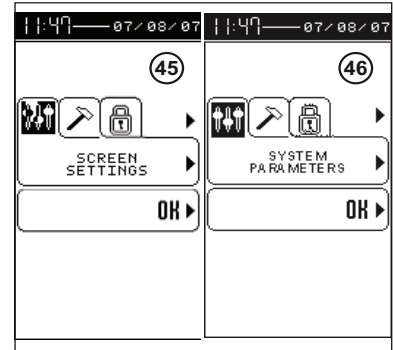 11:47 07/08/07
45
SCREEN
SETTINGS
OK
11:47 07/08/07
46
SYSTEM
PARAMETERS
OK